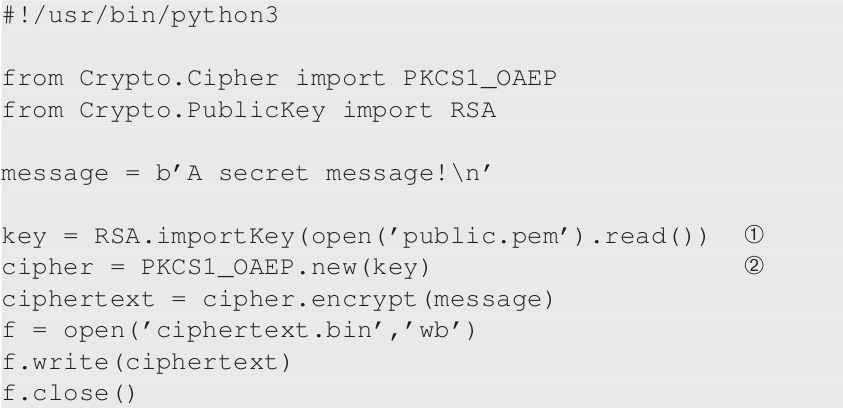 #!/usr/bin/python3
from Crypto.Cipher import PKCS1_OAEP
from Crypto.PublicKey import RSA
message = b'A secret message!\n'
key = RSA.importKey(open('public.pem').read()) ①
cipher = PKCS1_OAEP.new(key) ②
ciphertext = cipher.encrypt(message)
f = open('ciphertext.bin','wb')
f.write(ciphertext)
f.close()